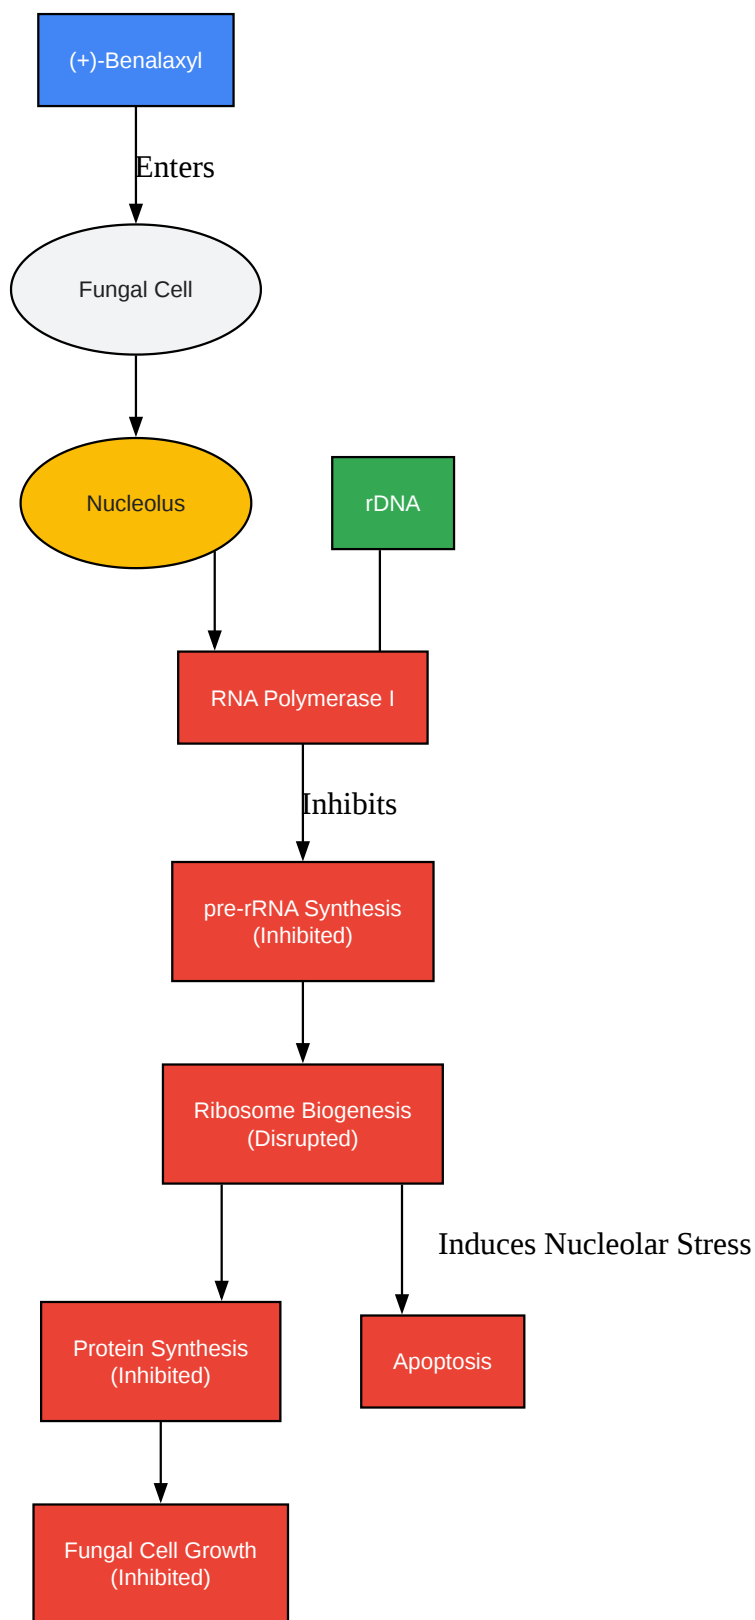 (+)-Benalaxyl
Enters
Fungal Cell
Nucleolus
rDNA
RNA Polymerase I
Inhibits
pre-rRNA Synthesis
(Inhibited)
Ribosome Biogenesis
(Disrupted)
Induces Nucleolar Stress
Protein Synthesis
(Inhibited)
Apoptosis
Fungal Cell Growth
(Inhibited)